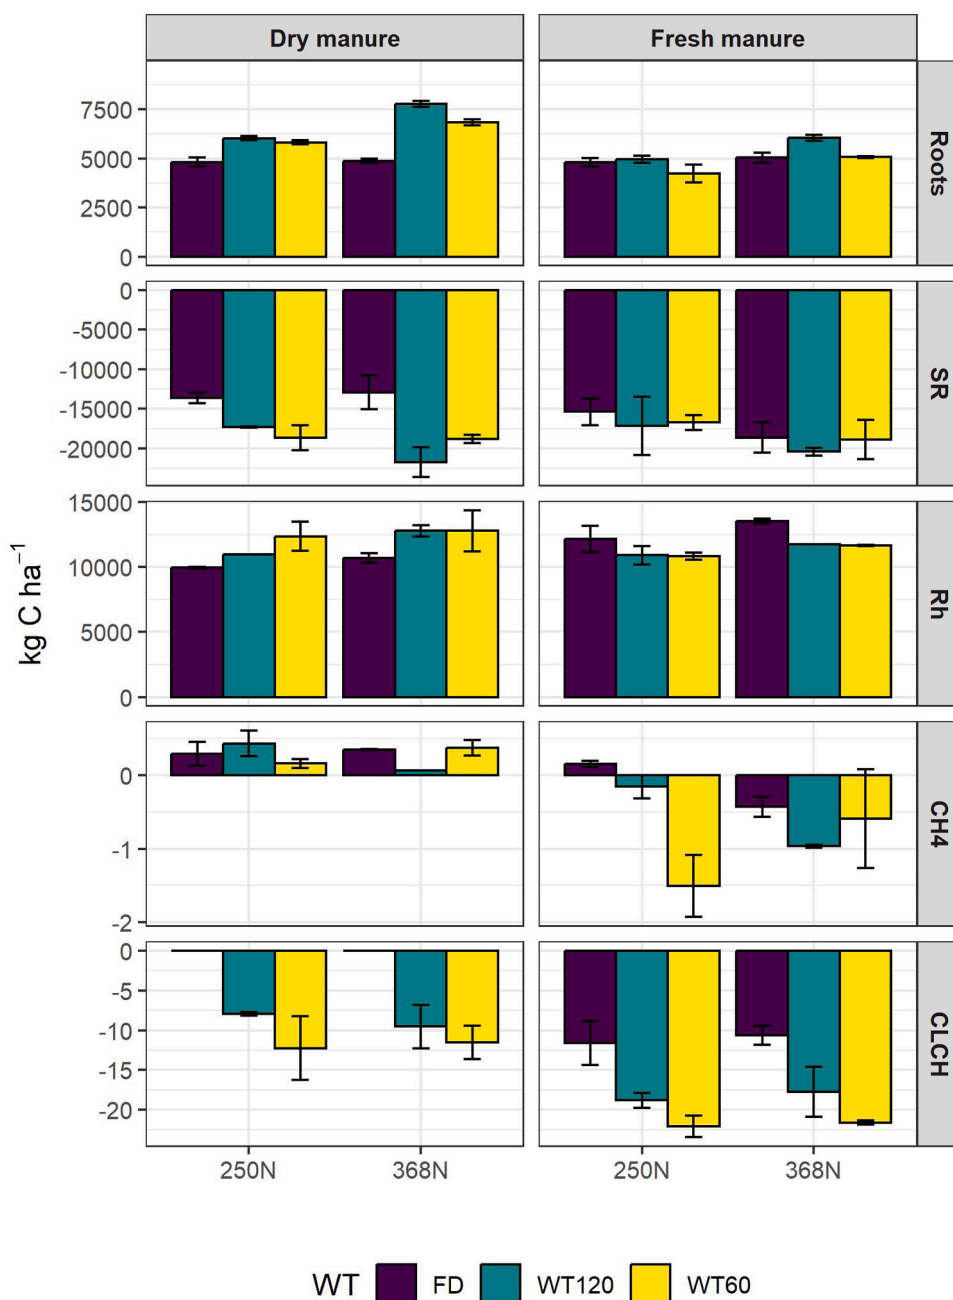 Dry manure
Fresh manure
7500
5000
2500
0
Roots
0
-5000
-10000
-15000
-20000
SR
15000
10000
5000
0
Rh
0
-1
-2
CH4
0
-5
-10
-15
-20
CLCH
kg C ha⁻¹
250N
368N
250N
368N
WT
FD
WT120
WT60